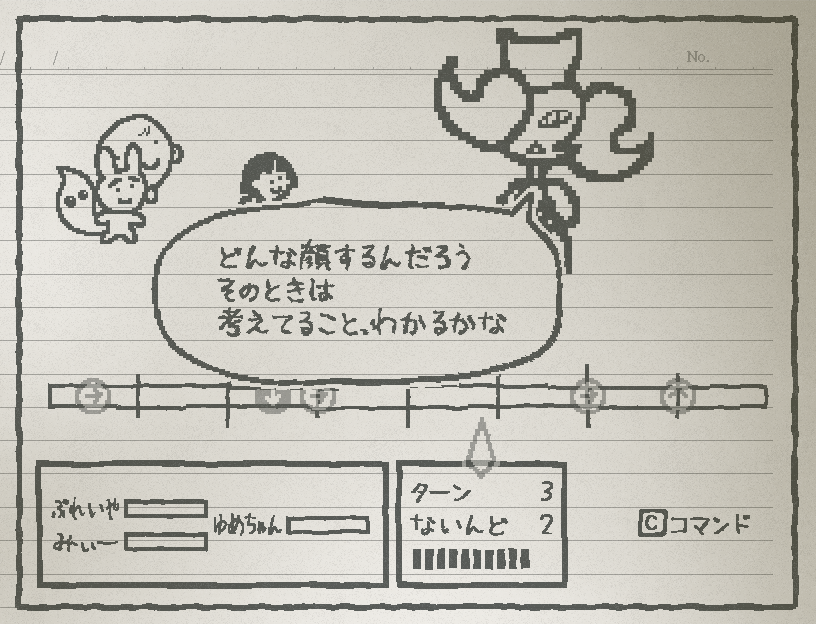 No.
どんな顔するんだろう
そのときは
考えてること、わかるかな
ぷれいや
みぃー
ゆめちゃん
ターン 3
ないんど 2
Cコマンド